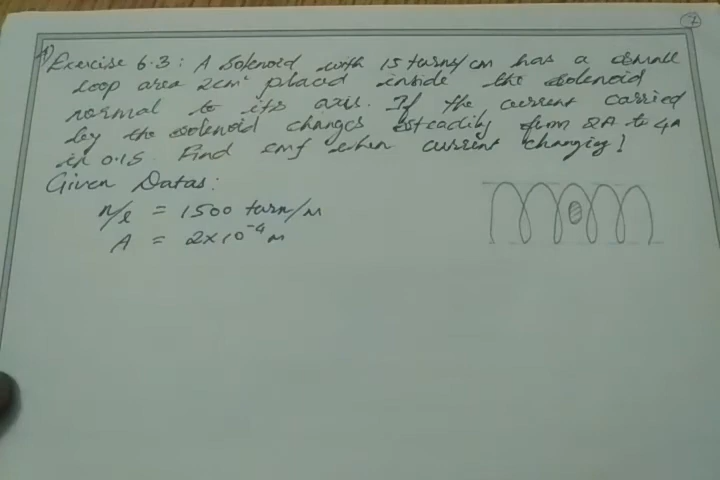 7
Exercise 6.3: A Solenoid with 15 turns/cm has a small
loop area 2cm² placed inside the solenoid
normal to its axis. If the current carried
by the solenoid changes steadily from 2A to 4A
in 0.1S. Find emf when current changing!
Given Datas:
n/l = 1500 turn/m
A = 2×10⁻⁴ m